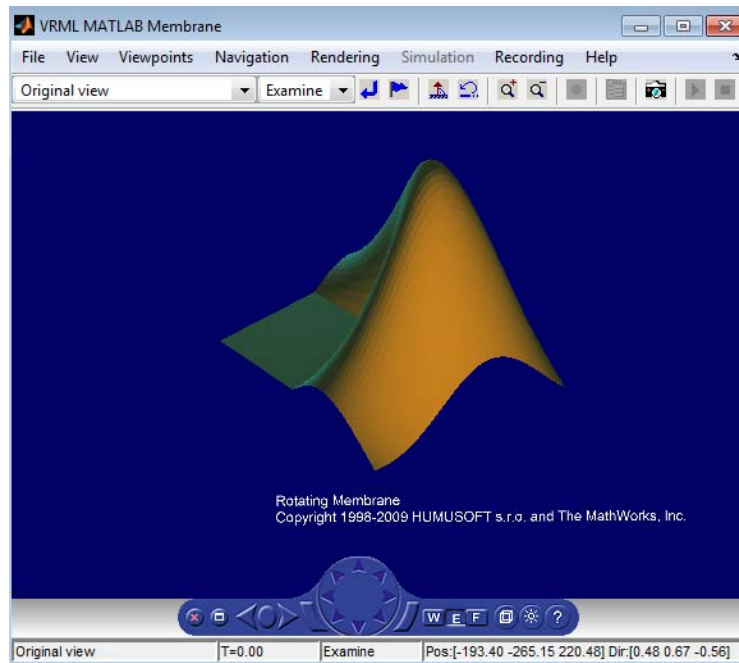 VRML MATLAB Membrane
File View Viewpoints Navigation Rendering Simulation Recording Help
Original view Examine
Rotating Membrane
Copyright 1998-2009 HUMUSOFT s.r.o. and The MathWorks, Inc.
W E F ?
Original view T=0.00 Examine Pos:[-193.40 -265.15 220.48] Dir:[0.48 0.67 -0.56]